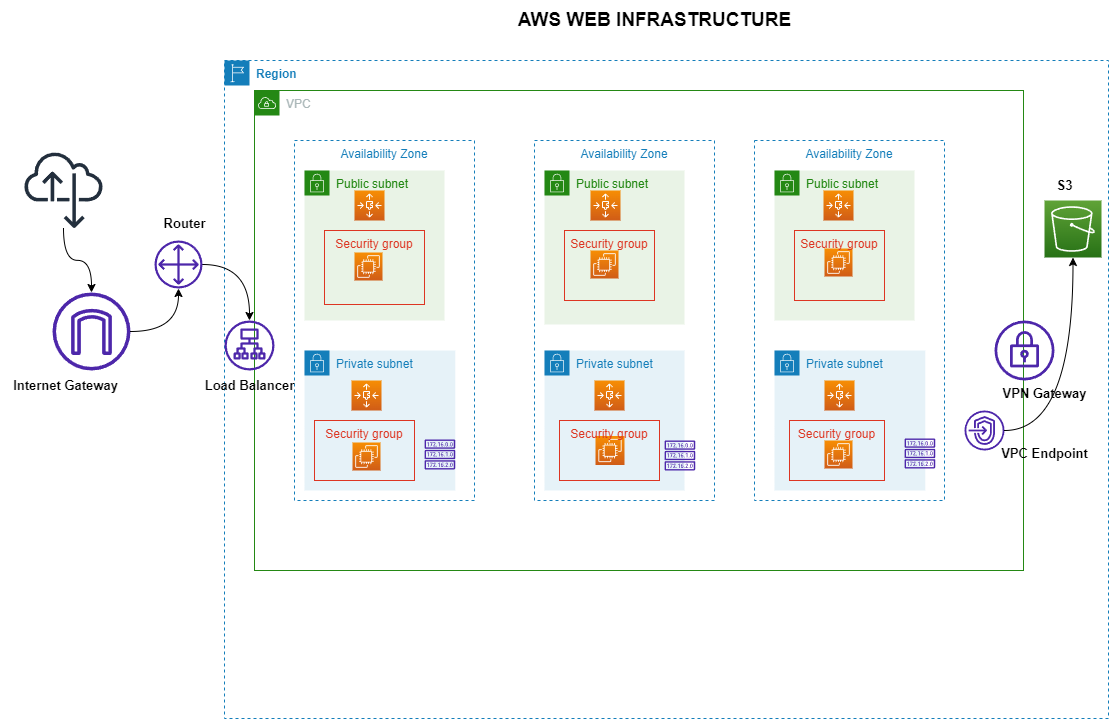 AWS WEB INFRASTRUCTURE
Region
VPC
Availability Zone
Availability Zone
Availability Zone
Public subnet
Public subnet
Public subnet
S3
Router
Security group
Security group
Security group
Internet Gateway
Load Balancer
Private subnet
Private subnet
Private subnet
VPN Gateway
Security group
172.16.0.0
172.16.1.0
172.16.2.0
Security group
172.16.0.0
172.16.1.0
172.16.2.0
Security group
172.16.0.0
172.16.1.0
172.16.2.0
VPC Endpoint